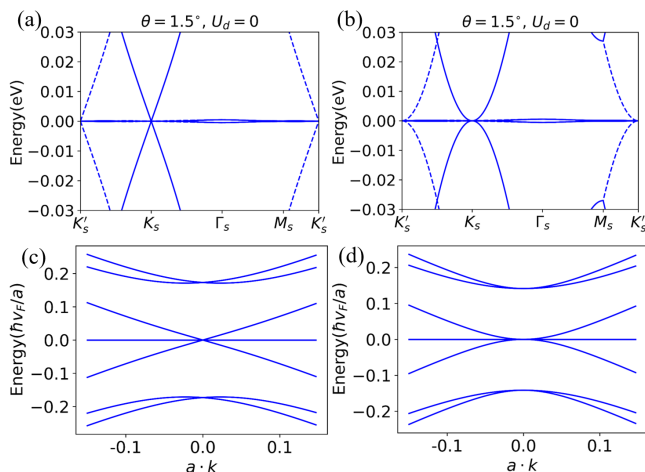 (a) θ = 1.5°, U_d = 0
Energy(eV)
0.03
0.02
0.01
0.00
−0.01
−0.02
−0.03
K′_s K_s Γ_s M_s K′_s
(b) θ = 1.5°, U_d = 0
Energy(eV)
0.03
0.02
0.01
0.00
−0.01
−0.02
−0.03
K′_s K_s Γ_s M_s K′_s
(c)
Energy(ħv_F/a)
0.2
0.1
0.0
−0.1
−0.2
-0.1 0.0 0.1
a · k
(d)
Energy(ħv_F/a)
0.2
0.1
0.0
−0.1
−0.2
-0.1 0.0 0.1
a · k